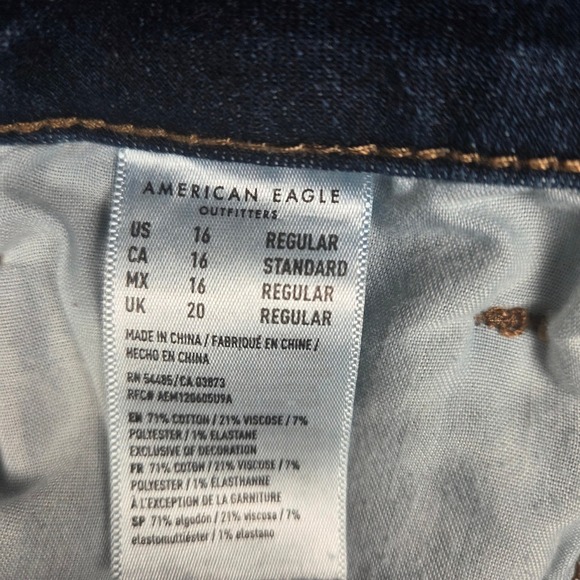 AMERICAN EAGLE
OUTFITTERS
US 16 REGULAR
CA 16 STANDARD
MX 16 REGULAR
UK 20 REGULAR
MADE IN CHINA / FABRIQUÉ EN CHINE /
HECHO EN CHINA
RN 54485/CA 03873
RFC# AEM120605U9A
EN 71% COTTON / 21% VISCOSE / 7%
POLYESTER / 1% ELASTANE
EXCLUSIVE OF DECORATION
FR 71% COTON / 21% VISCOSE / 7%
POLYESTER / 1% ÉLASTHANNE
À L'EXCEPTION DE LA GARNITURE
SP 71% algodón / 21% viscosa / 7%
elastomultiéster / 1% elastano